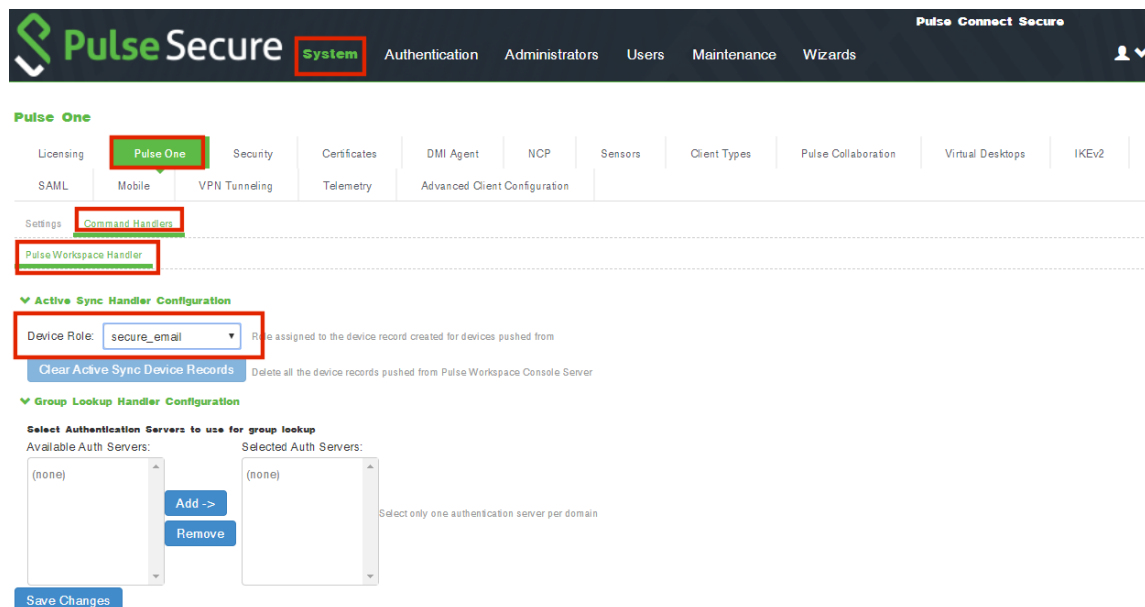 Pulse Connect Secure
Pulse Secure System Authentication Administrators Users Maintenance Wizards
Pulse One
Licensing Pulse One Security Certificates DMI Agent NCP Sensors Client Types Pulse Collaboration Virtual Desktops IKEv2
SAML Mobile VPN Tunneling Telemetry Advanced Client Configuration
Settings Command Handlers
Pulse Workspace Handler
Active Sync Handler Configuration
Device Role: secure_email Role assigned to the device record created for devices pushed from
Clear Active Sync Device Records Delete all the device records pushed from Pulse Workspace Console Server
Group Lookup Handler Configuration
Select Authentication Servers to use for group lookup
Available Auth Servers: Selected Auth Servers:
(none) (none)
Add ->
Select only one authentication server per domain
Remove
Save Changes